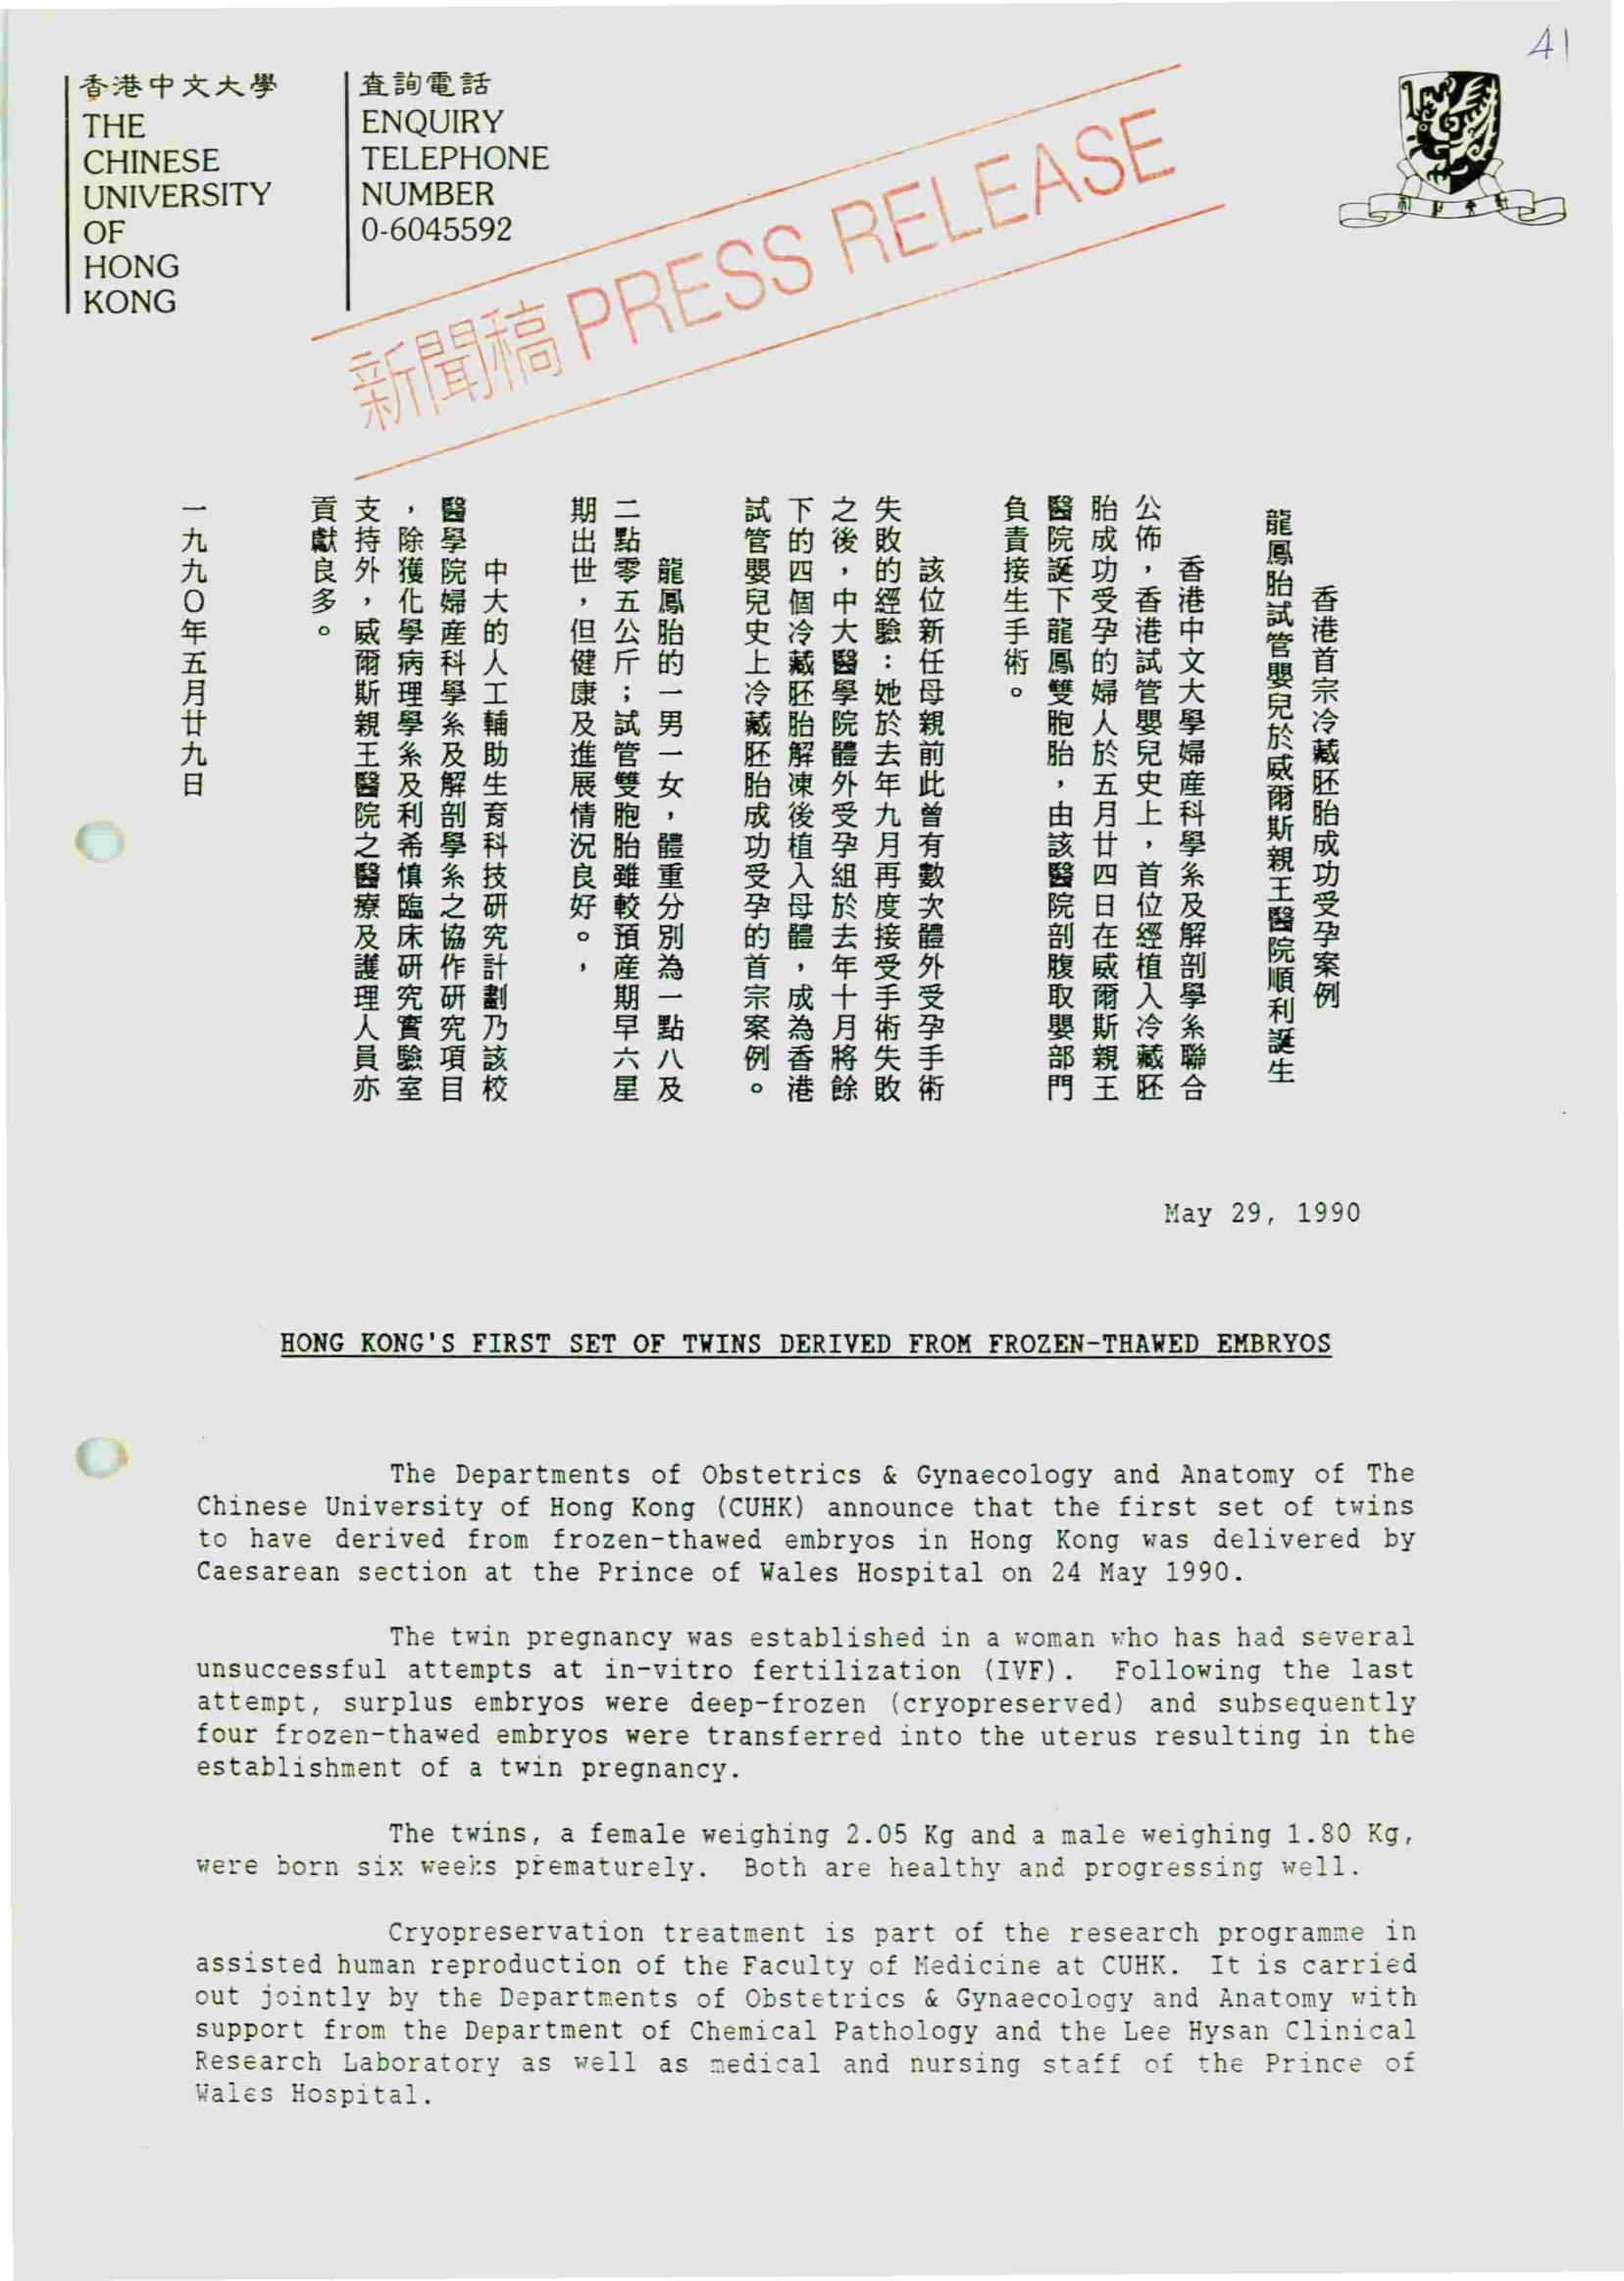 41
香港中文大學
THE
CHINESE
UNIVERSITY
OF
HONG
KONG
查詢電話
ENQUIRY
TELEPHONE
NUMBER
0-6045592
新聞稿 PRESS RELEASE
香港首宗冷藏胚胎成功受孕案例
龍鳳胎試管嬰兒於威爾斯親王醫院順利誕生
香港中文大學婦産科學系及解剖學系聯合
公佈，香港試管嬰兒史上，首位經植入冷藏胚
胎成功受孕的婦人於五月廿四日在威爾斯親王
醫院誕下龍鳳雙胞胎，由該醫院剖腹取嬰部門
負責接生手術。
該位新任母親前此曾有數次體外受孕手術
失敗的經驗：她於去年九月再度接受手術失敗
之後，中大醫學院體外受孕組於去年十月將餘
下的四個冷藏胚胎解凍後植入母體，成為香港
試管嬰兒史上冷藏胚胎成功受孕的首宗案例。
龍鳳胎的一男一女，體重分別為一點八及
二點零五公斤；試管雙胞胎雖較預産期早六星
期出世，但健康及進展情況良好。，
中大的人工輔助生育科技研究計劃乃該校
醫學院婦産科學系及解剖學系之協作研究項目
，除獲化學病理學系及利希慎臨床研究實驗室
支持外，威爾斯親王醫院之醫療及護理人員亦
貢獻良多。
一九九〇年五月廿九日
May 29, 1990
HONG KONG'S FIRST SET OF TWINS DERIVED FROM FROZEN-THAWED EMBRYOS
The Departments of Obstetrics & Gynaecology and Anatomy of The
Chinese University of Hong Kong (CUHK) announce that the first set of twins
to have derived from frozen-thawed embryos in Hong Kong was delivered by
Caesarean section at the Prince of Wales Hospital on 24 May 1990.
The twin pregnancy was established in a woman who has had several
unsuccessful attempts at in-vitro fertilization (IVF). Following the last
attempt, surplus embryos were deep-frozen (cryopreserved) and subsequently
four frozen-thawed embryos were transferred into the uterus resulting in the
establishment of a twin pregnancy.
The twins, a female weighing 2.05 Kg and a male weighing 1.80 Kg,
were born six weeks prematurely. Both are healthy and progressing well.
Cryopreservation treatment is part of the research programme in
assisted human reproduction of the Faculty of Medicine at CUHK. It is carried
out jointly by the Departments of Obstetrics & Gynaecology and Anatomy with
support from the Department of Chemical Pathology and the Lee Hysan Clinical
Research Laboratory as well as medical and nursing staff of the Prince of
Wales Hospital.